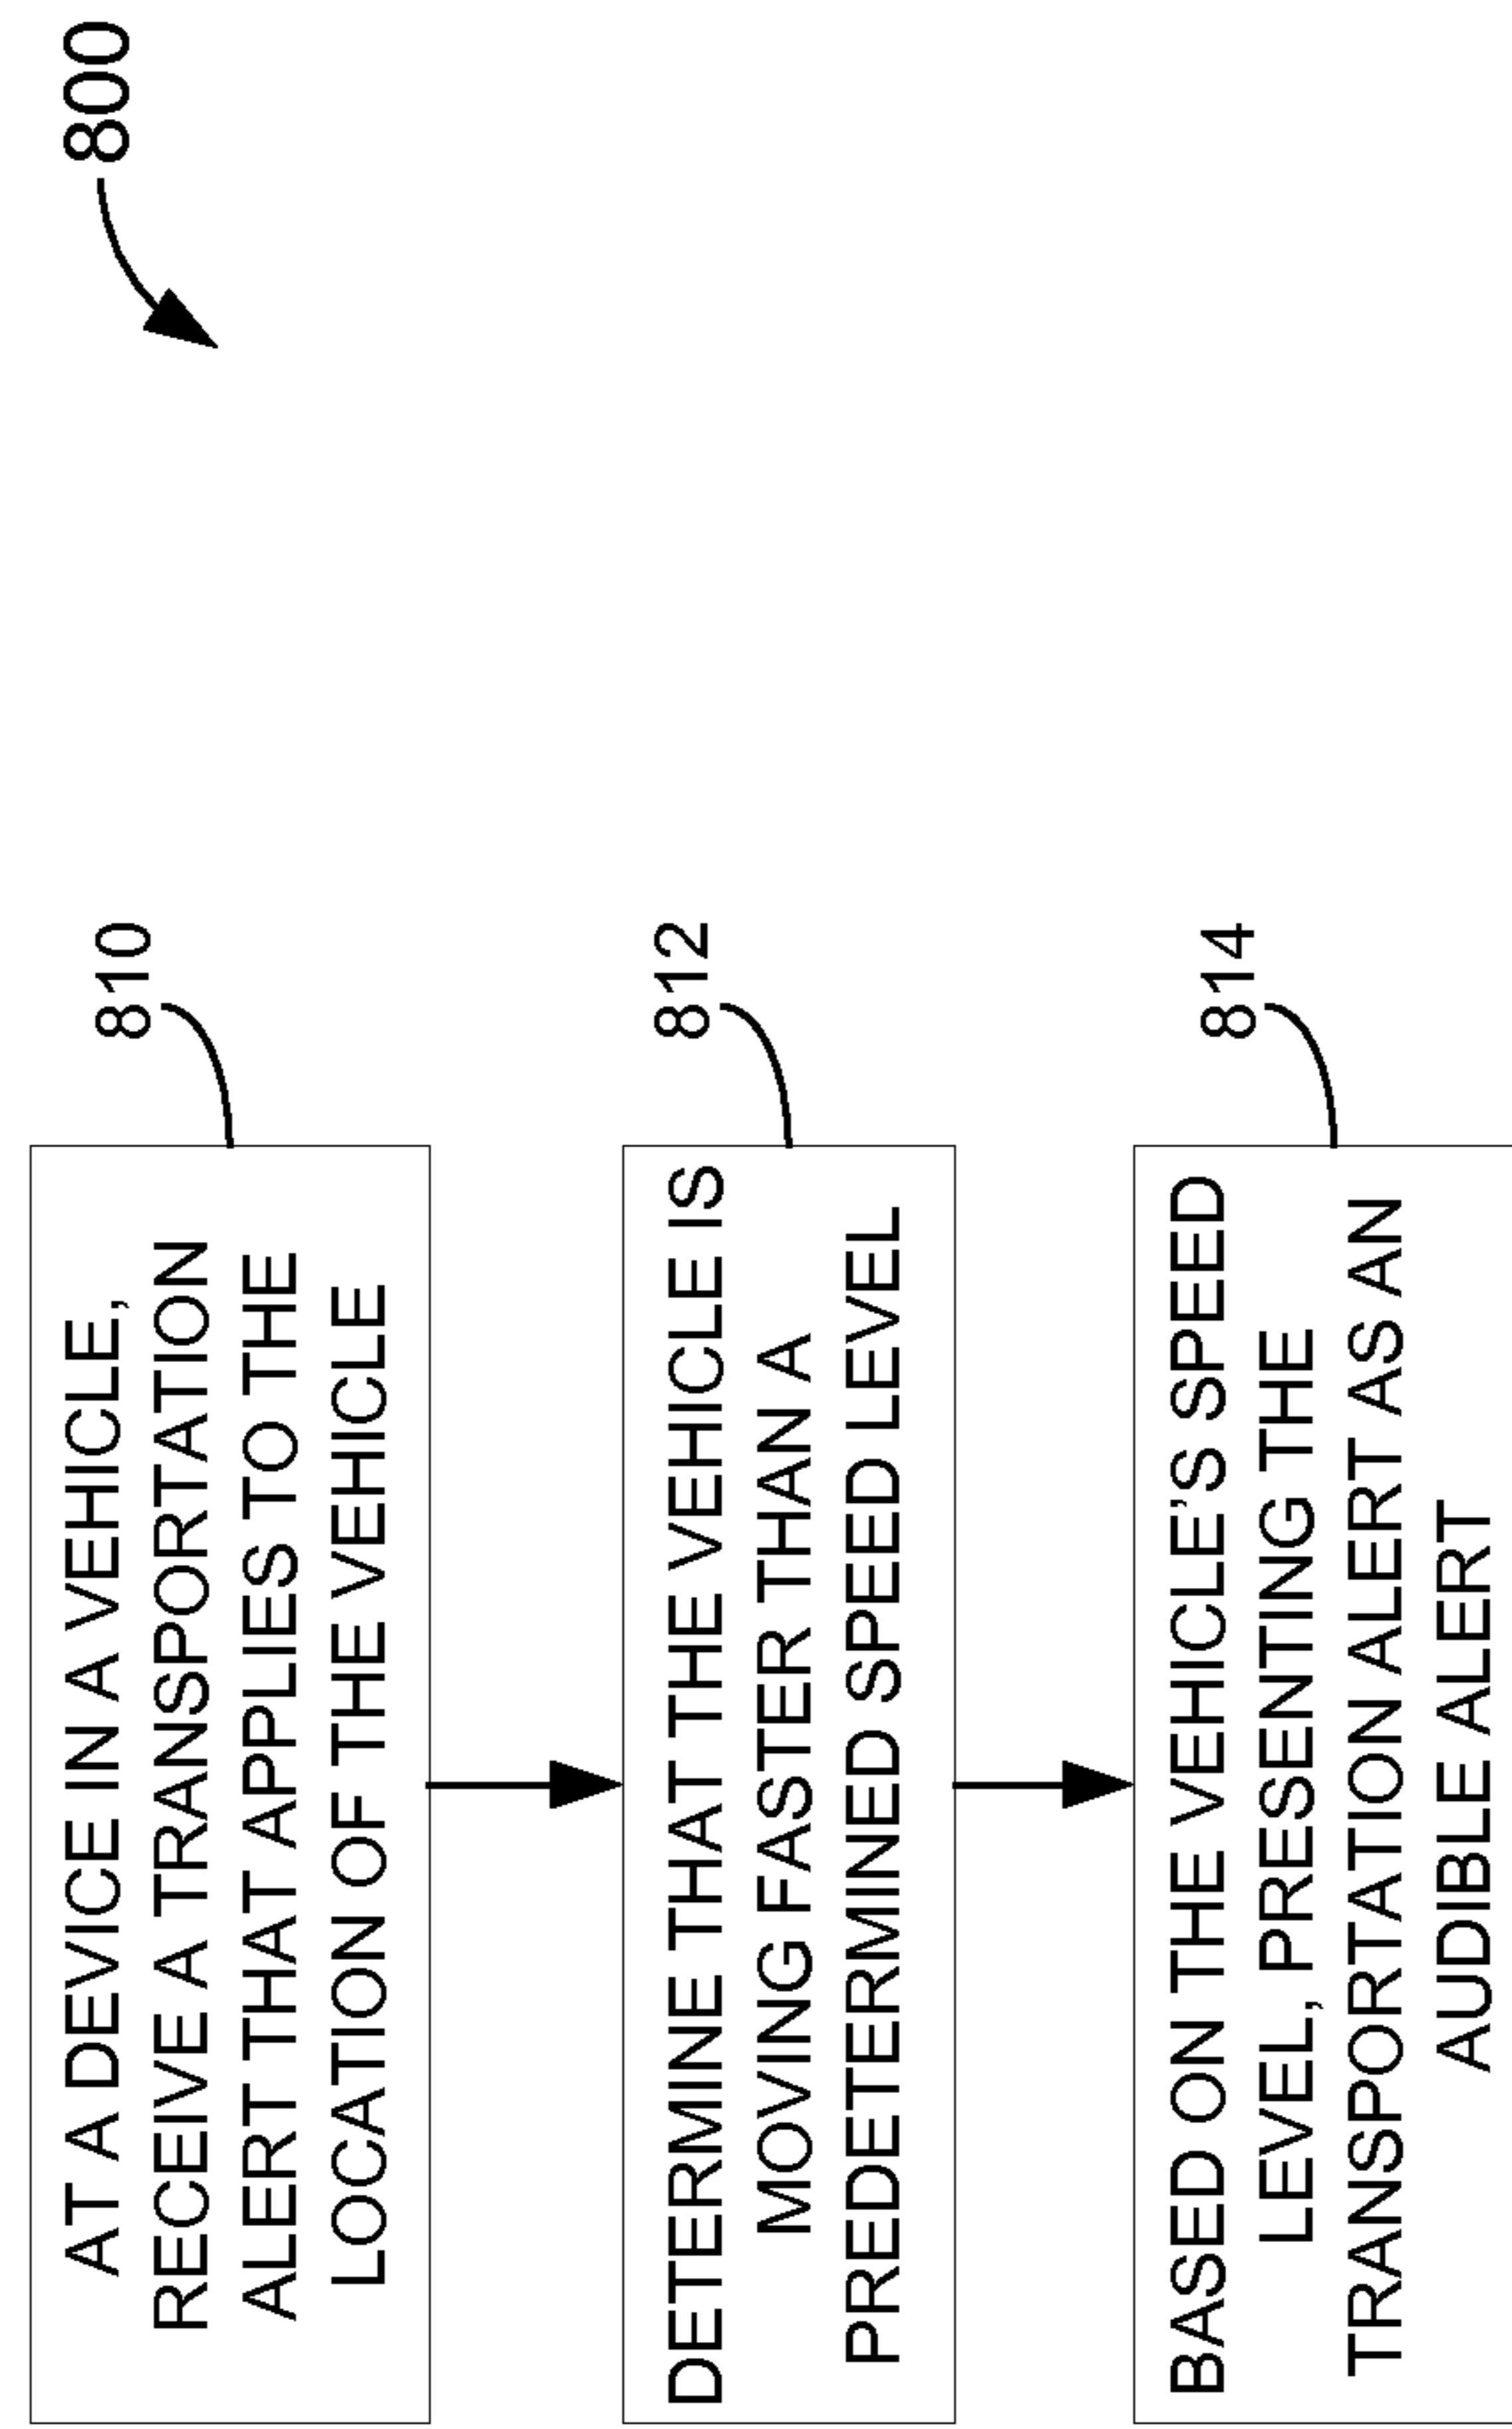 800
810
AT A DEVICE IN A VEHICLE,
RECEIVE A TRANSPORTATION
ALERT THAT APPLIES TO THE
LOCATION OF THE VEHICLE
812
DETERMINE THAT THE VEHICLE IS
MOVING FASTER THAN A
PREDETERMINED SPEED LEVEL
814
BASED ON THE VEHICLE'S SPEED
LEVEL, PRESENTING THE
TRANSPORTATION ALERT AS AN
AUDIBLE ALERT